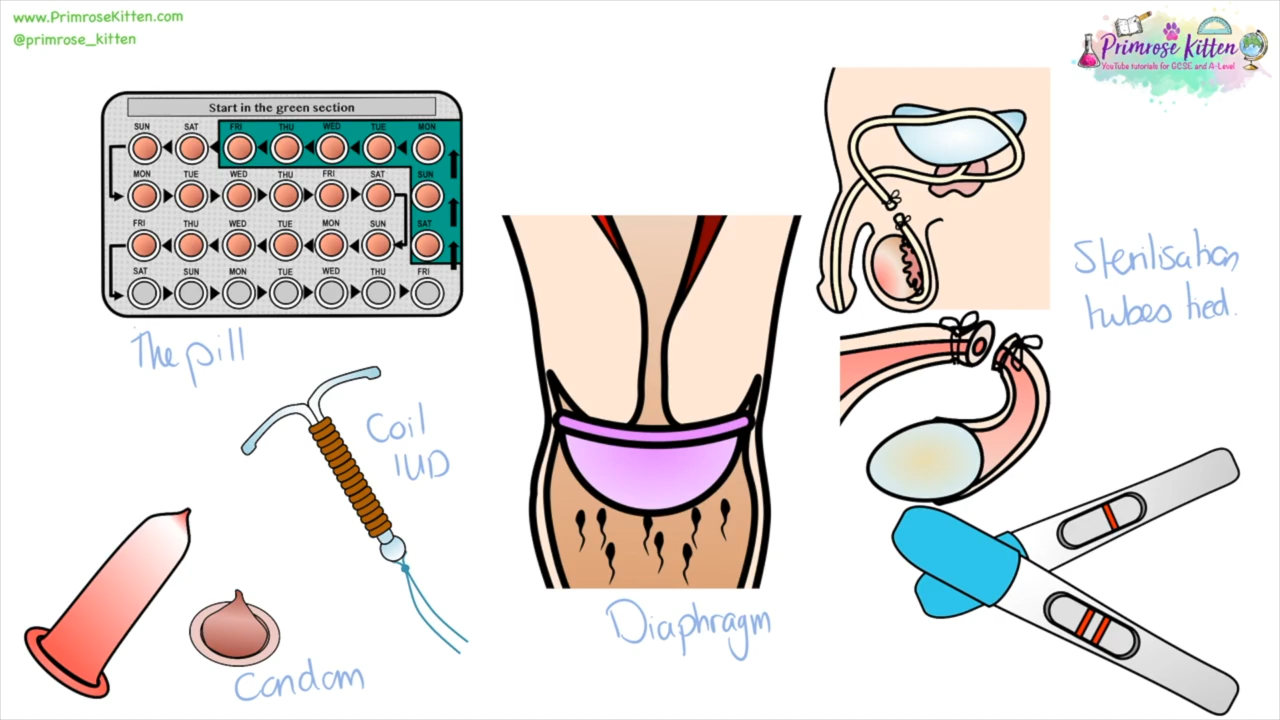 www.PrimroseKitten.com
@primrose_kitten
Primrose Kitten
YouTube tutorials for GCSE and A-Level
Start in the green section
SUN SAT FRI THU WED TUE MON
MON TUE WED THU FRI SAT SUN
FRI THU WED TUE MON SUN SAT
SAT SUN MON TUE WED THU FRI
The pill
Coil
IUD
Condom
Diaphragm
Sterilisation
tubes tied.